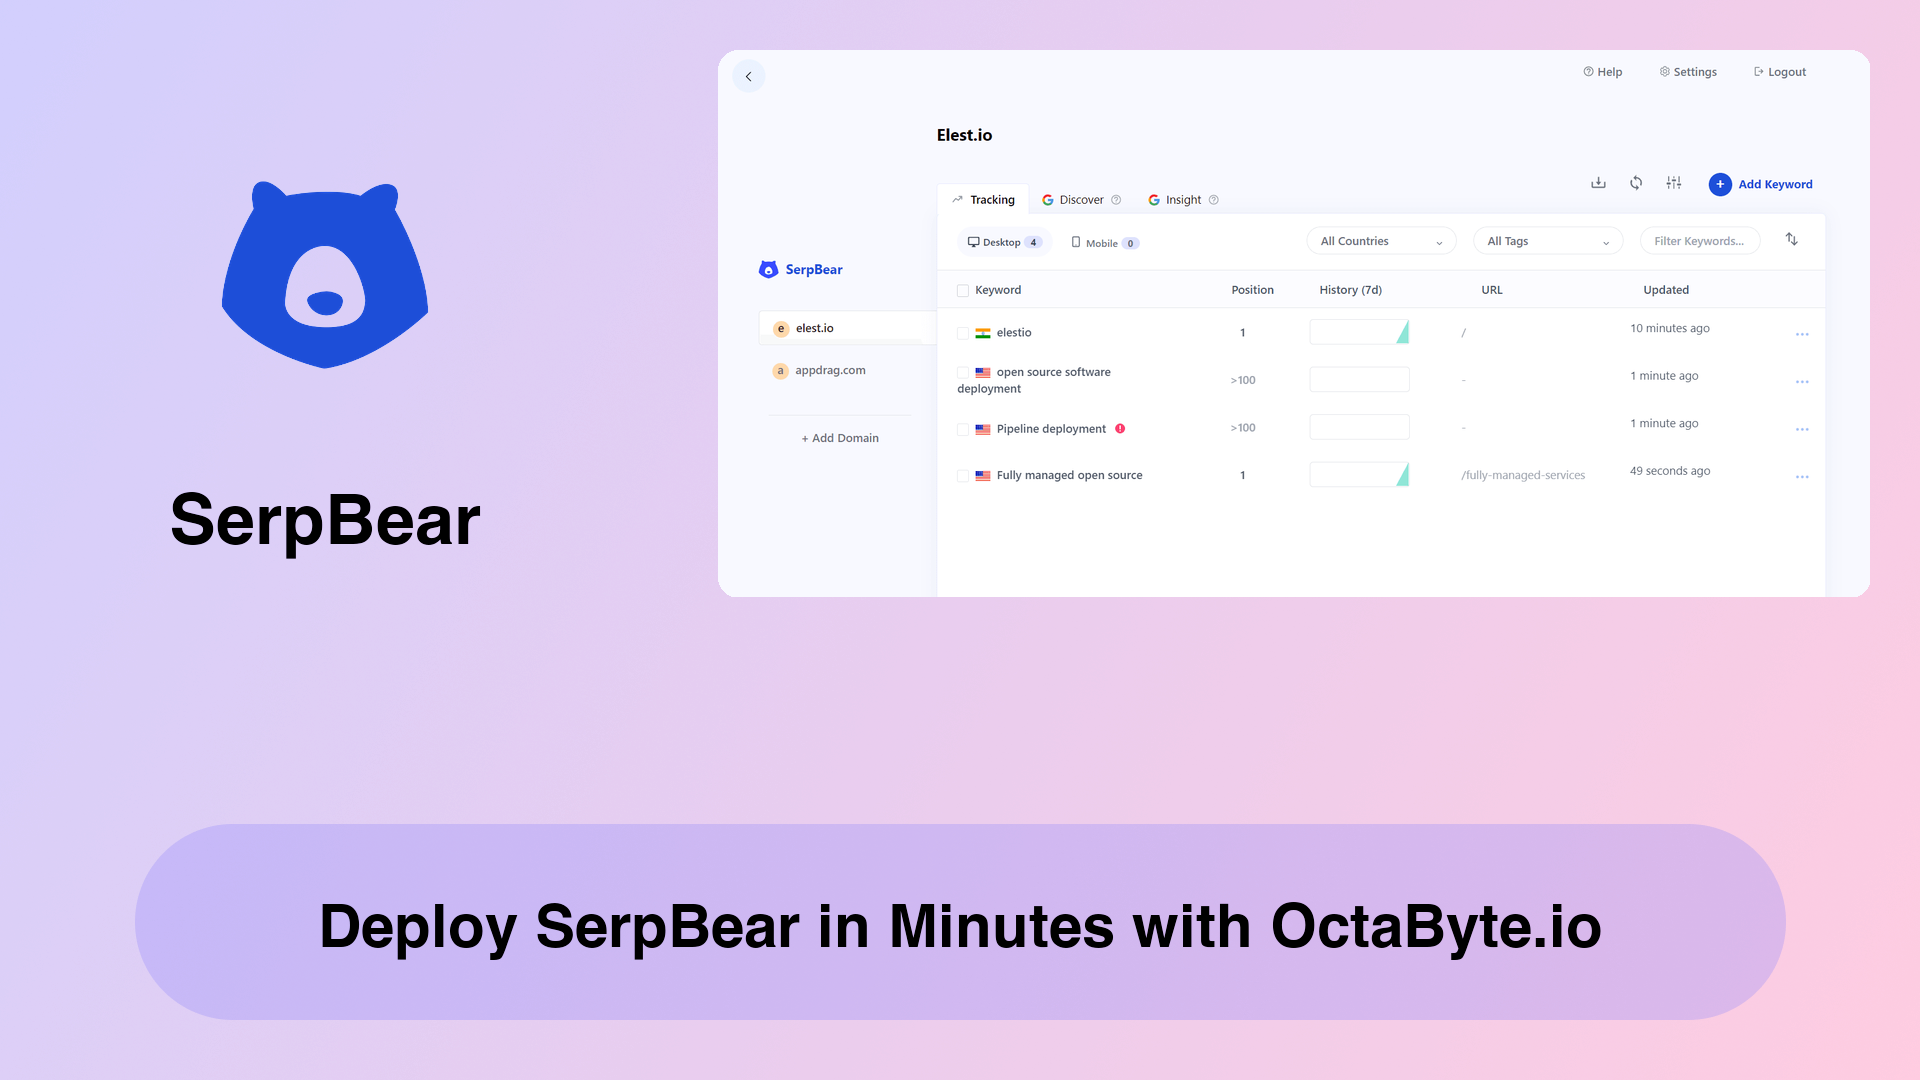 Help Settings Logout
Elest.io
Add Keyword
Tracking Discover Insight
Desktop 4 Mobile 0 All Countries All Tags Filter Keywords...
SerpBear
e elest.io
a appdrag.com
+ Add Domain
Keyword Position History (7d) URL Updated
elestio 1 / 10 minutes ago
open source software
deployment >100 - 1 minute ago
Pipeline deployment >100 - 1 minute ago
Fully managed open source 1 /fully-managed-services 49 seconds ago
SerpBear
Deploy SerpBear in Minutes with OctaByte.io